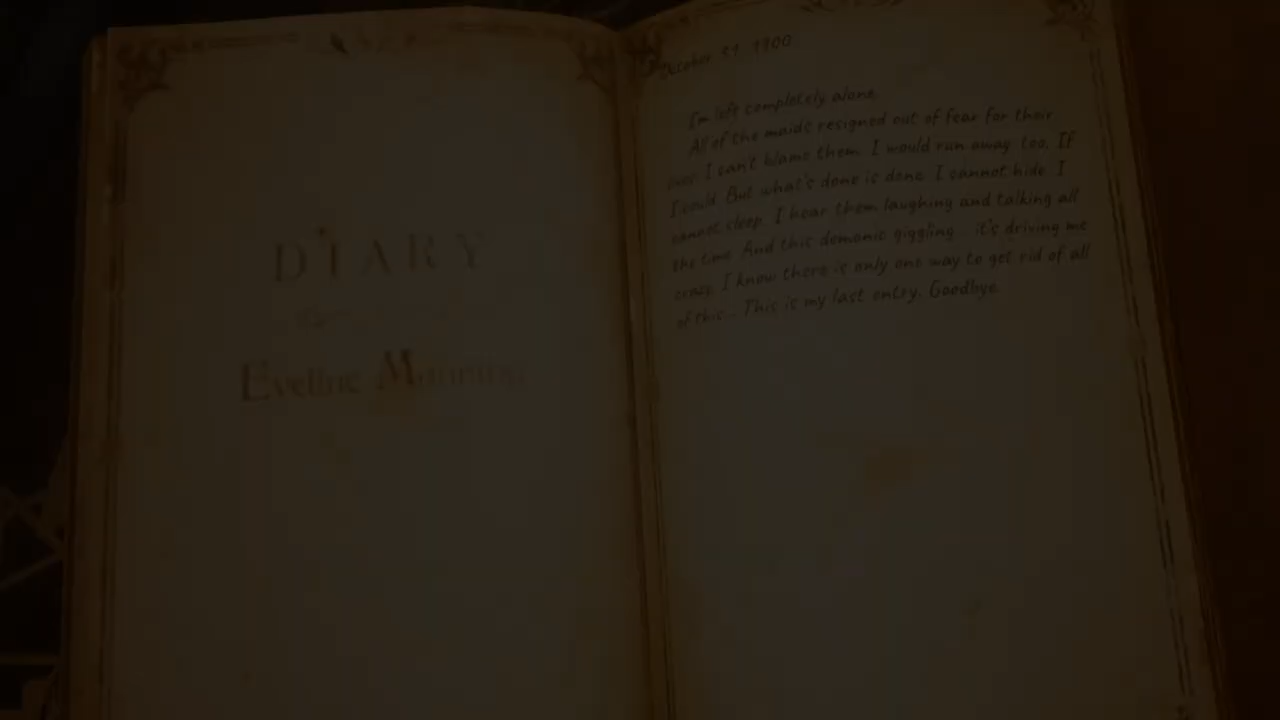 DIARY
Eveline
October 31, 1800
I'm left completely alone.
All of the maids resigned out of fear for their
lives. I can't blame them. I would run away, too. If
I could. But what's done is done. I cannot hide. I
cannot sleep. I hear them laughing and talking all
the time. And this demonic giggling... it's driving me
crazy. I know there is only one way to get rid of all
of this... This is my last entry. Goodbye.